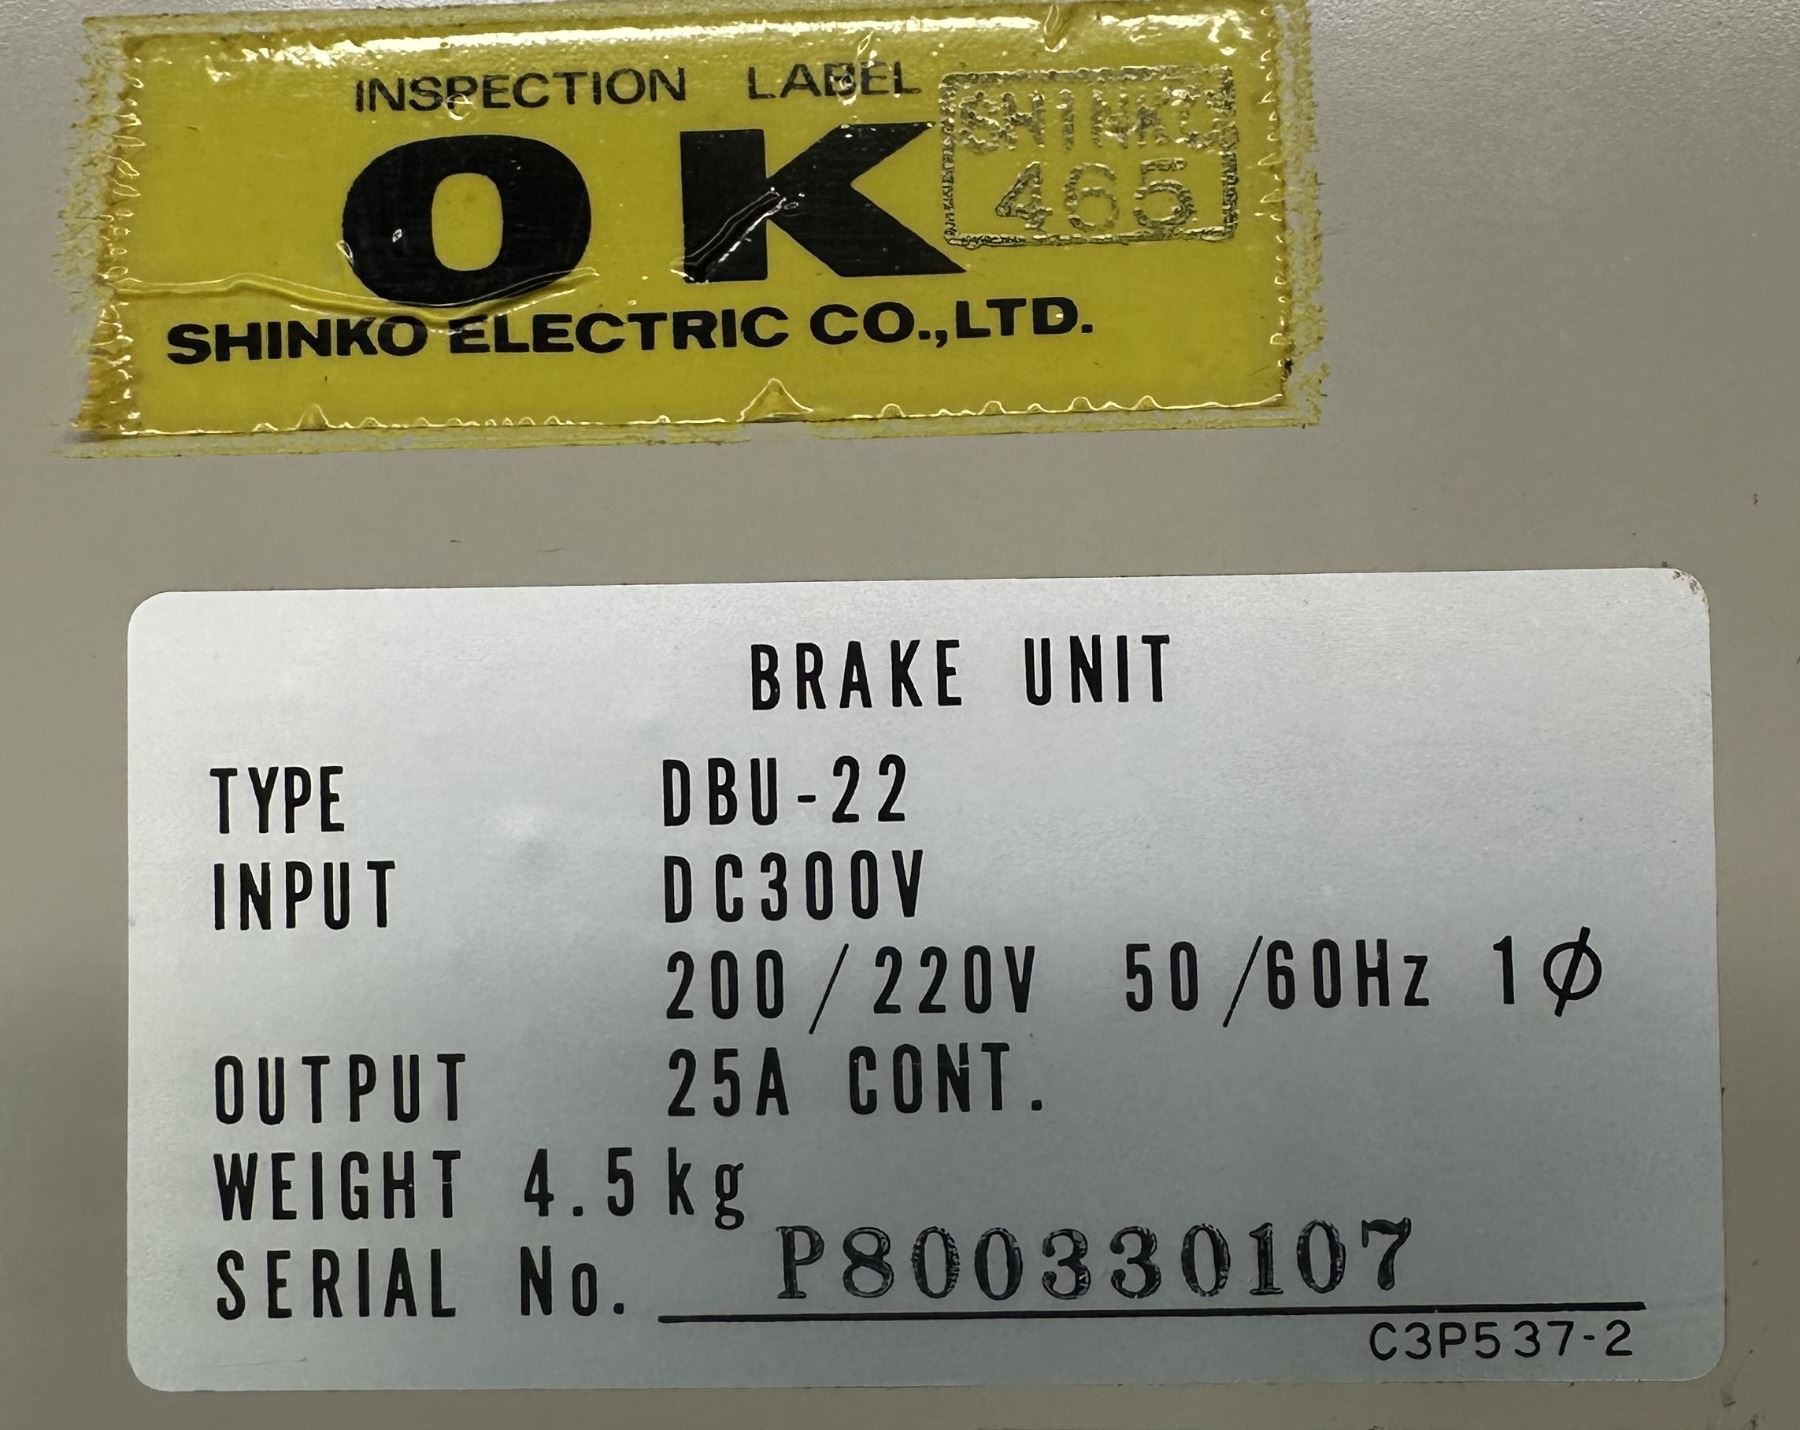 INSPECTION LABEL
OK
SHINKO
465
SHINKO ELECTRIC CO.,LTD.
BRAKE UNIT
TYPE DBU-22
INPUT DC300V
200/220V 50/60Hz 1Ø
OUTPUT 25A CONT.
WEIGHT 4.5kg
SERIAL No. P800330107
C3P537-2